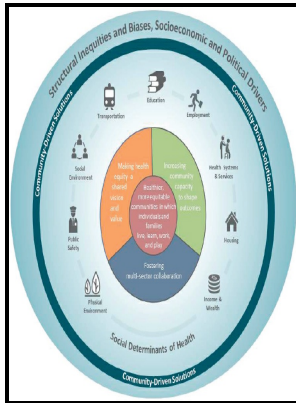 Structural Inequities and Biases, Socioeconomic and Political Drivers
Community-Driven Solutions
Community-Driven Solutions
Education
Transportation
Employment
Social
Environment
Health Systems
& Services
Public
Safety
Housing
Physical
Environment
Income &
Wealth
Making health
equity a
shared
vision and
value
Increasing
community
capacity
to shape
outcomes
Healthier,
more equitable
communities in which
individuals and
families
live, learn, work,
and play
Fostering
multi-sector collaboration
Social Determinants of Health
Community-Driven Solutions